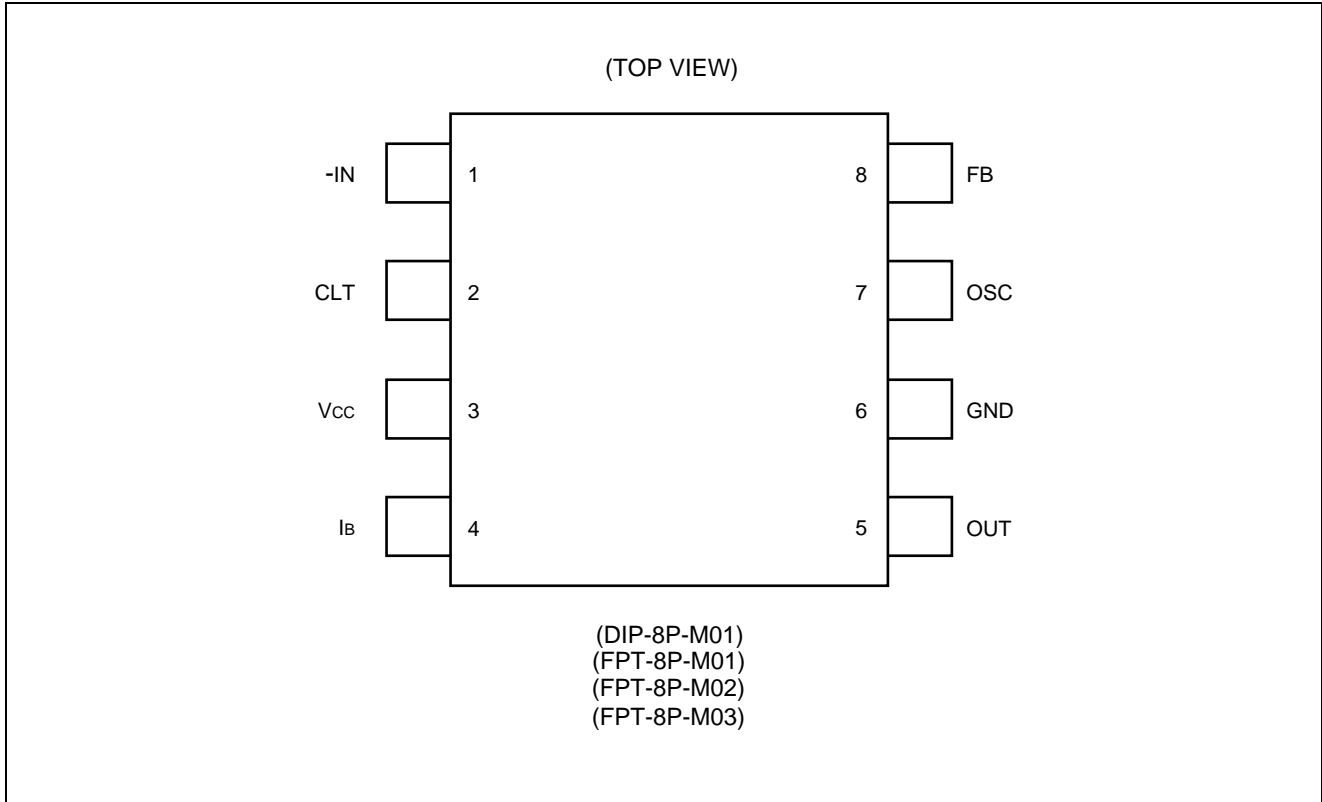 (TOP VIEW)
-IN 1 8 FB
CLT 2 7 OSC
VCC 3 6 GND
IB 4 5 OUT
(DIP-8P-M01)
(FPT-8P-M01)
(FPT-8P-M02)
(FPT-8P-M03)